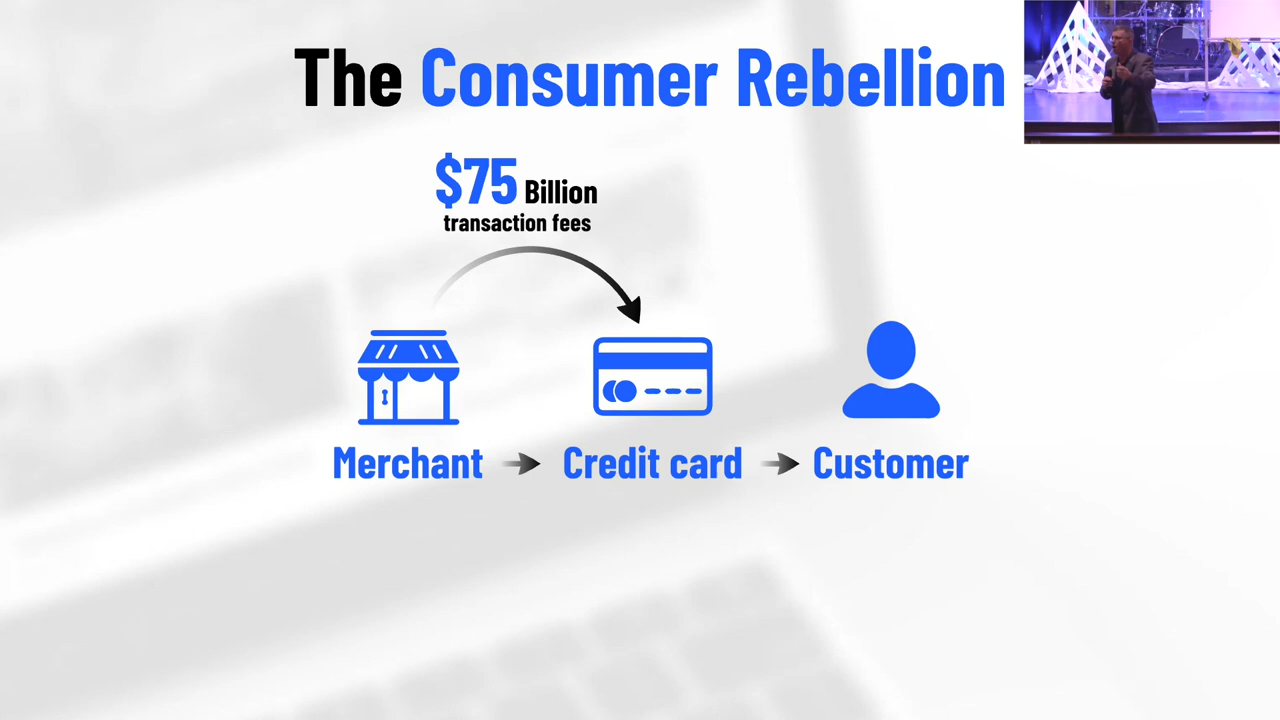 The Consumer Rebellion
$75 Billion
transaction fees
Merchant
Credit card
Customer